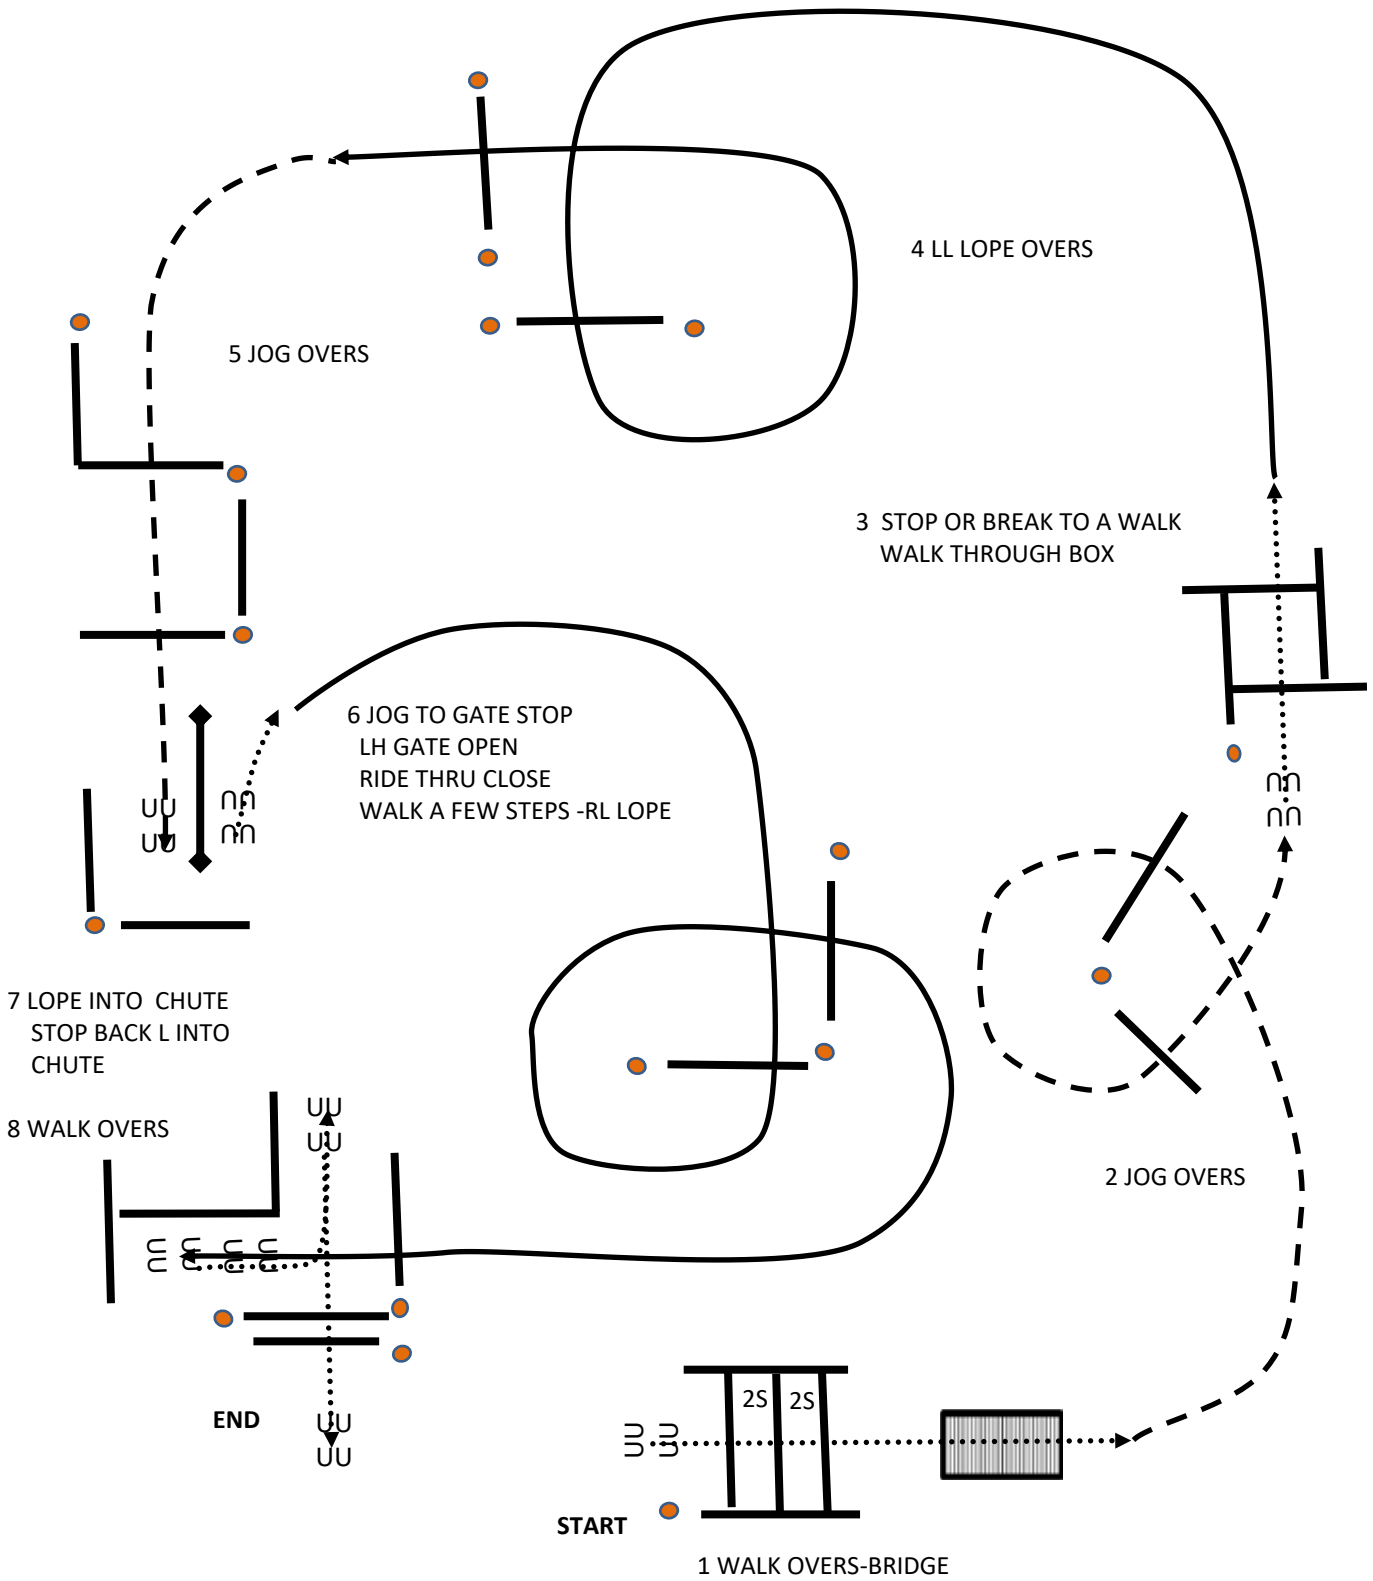 4 LL LOPE OVERS
5 JOG OVERS
3 STOP OR BREAK TO A WALK
WALK THROUGH BOX
6 JOG TO GATE STOP
LH GATE OPEN
RIDE THRU CLOSE
WALK A FEW STEPS -RL LOPE
7 LOPE INTO CHUTE
STOP BACK L INTO
CHUTE
8 WALK OVERS
2 JOG OVERS
2S 2S
END
START
1 WALK OVERS-BRIDGE